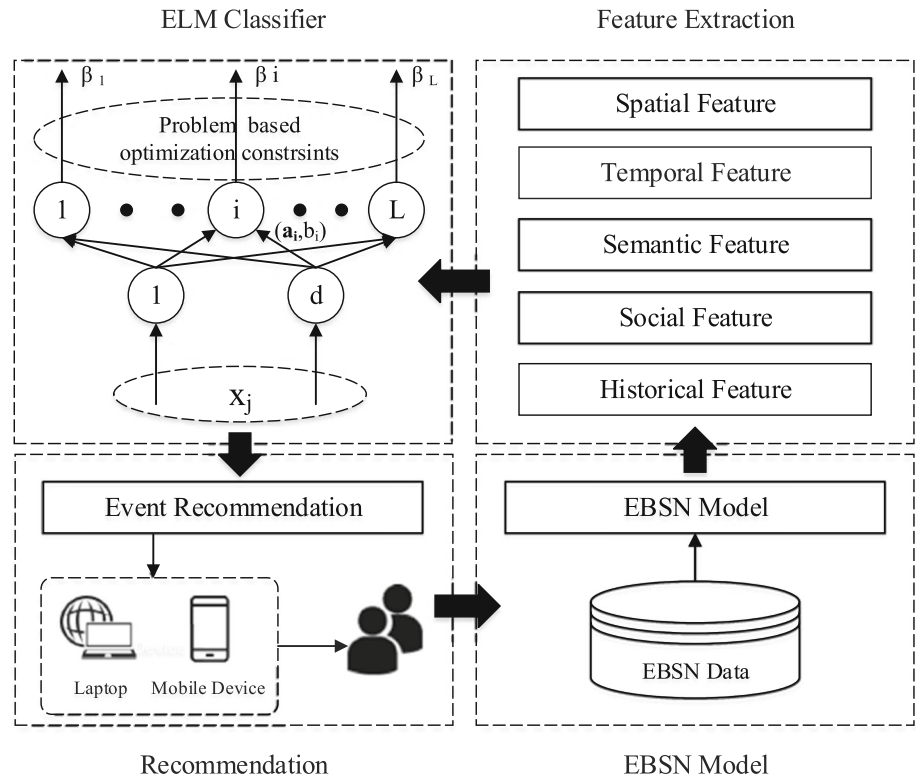 ELM Classifier
Feature Extraction
β 1
β i
β L
Problem based
optimization constrsints
1
i
L
(aᵢ,bᵢ)
1
d
xⱼ
Spatial Feature
Temporal Feature
Semantic Feature
Social Feature
Historical Feature
Event Recommendation
Laptop
Mobile Device
EBSN Model
EBSN Data
Recommendation
EBSN Model